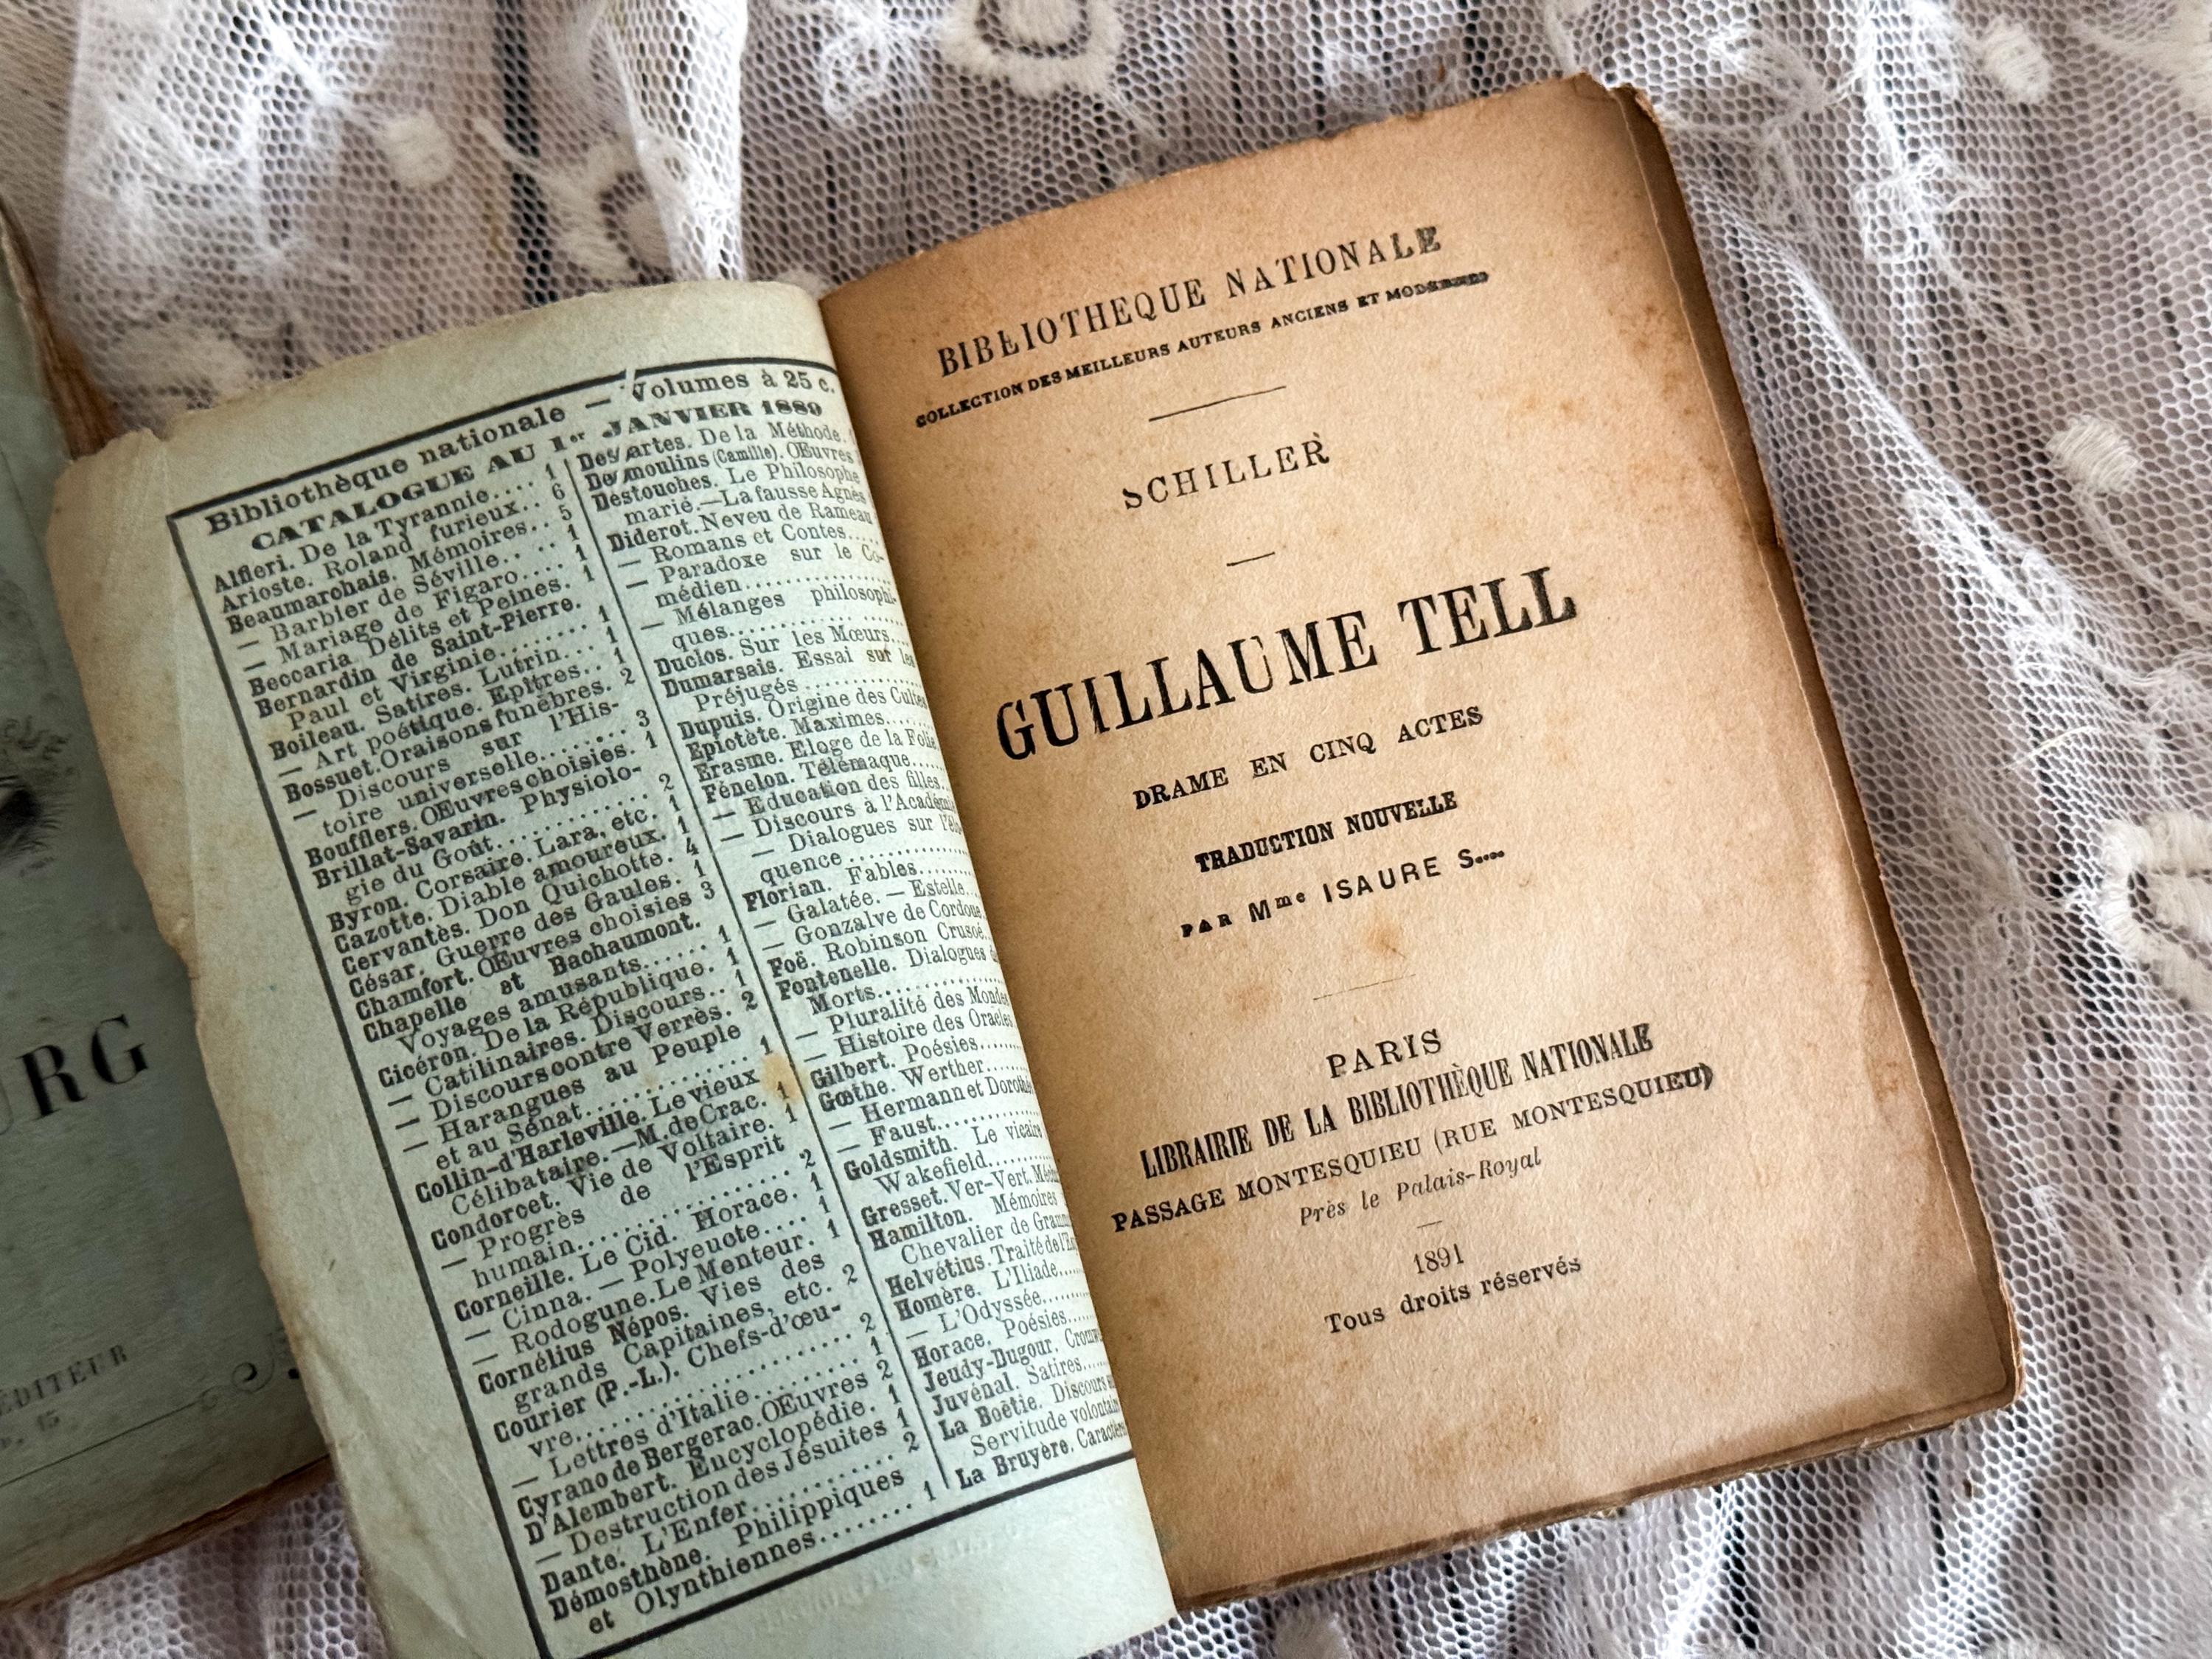 URG
ÉDITEUR
Bibliothèque nationale — Volumes à 25 c.
CATALOGUE AU 1er JANVIER 1889
Alfieri. De la Tyrannie.... 1
Arioste. Roland furieux.. 6
Beaumarchais. Mémoires.. 5
— Barbier de Séville.. .. 1
— Mariage de Figaro.... 1
Beccaria Délits et Peines. 1
Bernardin de Saint-Pierre.
Paul et Virginie....... 1
Boileau. Satires. Lutrin... 1
— Art poétique. Epîtres.. 1
Bossuet. Oraisons funèbres. 2
— Discours sur l'His-
toire universelle........ 3
Boufflers. Œuvres choisies. 1
Brillat-Savarin. Physiolo-
gie du Goût........... 2
Byron. Corsaire. Lara, etc. 1
Cazotte. Diable amoureux. 1
Cervantès. Don Quichotte. 4
César. Guerre des Gaules. 1
Chamfort. Œuvres choisies 3
Chapelle et Bachaumont.
Voyages amusants...... 1
Cicéron. De la République. 1
— Catilinaires. Discours.. 1
— Discours contre Verrès. 2
— Harangues au Peuple
et au Sénat............ 1
Collin-d'Harleville. Le vieux
Célibataire.—M. de Crac. 1
Condorcet. Vie de Voltaire. 1
— Progrès de l'Esprit
humain.............. 2
Corneille. Le Cid. Horace. 1
— Cinna. — Polyeucte.... 1
— Rodogune. Le Menteur. 1
Cornélius Népos. Vies des
grands Capitaines, etc. 2
Courier (P.-L.). Chefs-d'œu-
vre.................. 2
— Lettres d'Italie......... 1
Cyrano de Bergerac. Œuvres 2
D'Alembert. Encyclopédie. 1
— Destruction des Jésuites 1
Dante. L'Enfer........... 2
Démosthène. Philippiques
et Olynthiennes........ 1
Descartes. De la Méthode.
Desmoulins (Camille). Œuvres
Destouches. Le Philosophe
marié.—La fausse Agnès
Diderot. Neveu de Rameau
— Romans et Contes.....
— Paradoxe sur le Co-
médien..............
— Mélanges philosophi-
ques................
Duclos. Sur les Mœurs...
Dumarsais. Essai sur les
Préjugés ............
Dupuis. Origine des Cultes
Epictète. Maximes.......
Erasme. Eloge de la Folie
Fénelon. Télémaque......
— Education des filles...
— Discours à l'Académie
— Dialogues sur l'élo-
quence ............
Florian. Fables.........
— Galatée. — Estelle...
— Gonzalve de Cordoue
Foë. Robinson Crusoé..
Fontenelle. Dialogues
Morts..............
— Pluralité des Mondes
— Histoire des Oracles
Gilbert. Poésies........
Gœthe. Werther........
— Hermann et Dorothée
— Faust..............
Goldsmith. Le vicaire
Wakefield...........
Gresset. Ver-Vert.
Hamilton. Mémoires
Chevalier de
Helvétius. Traité de
Homère. L'Iliade......
— L'Odyssée..........
Horace. Poésies.......
Jeudy-Dugour.
Juvénal. Satires.......
La Boëtie. Discours
Servitude volontaire
La Bruyère. Caractères
BIBLIOTHEQUE NATIONALE
COLLECTION DES MEILLEURS AUTEURS ANCIENS ET MODERNES
SCHILLER
GUILLAUME TELL
DRAME EN CINQ ACTES
TRADUCTION NOUVELLE
PAR Mme ISAURE S....
PARIS
LIBRAIRIE DE LA BIBLIOTHÈQUE NATIONALE
PASSAGE MONTESQUIEU (RUE MONTESQUIEU)
Près le Palais-Royal
1891
Tous droits réservés